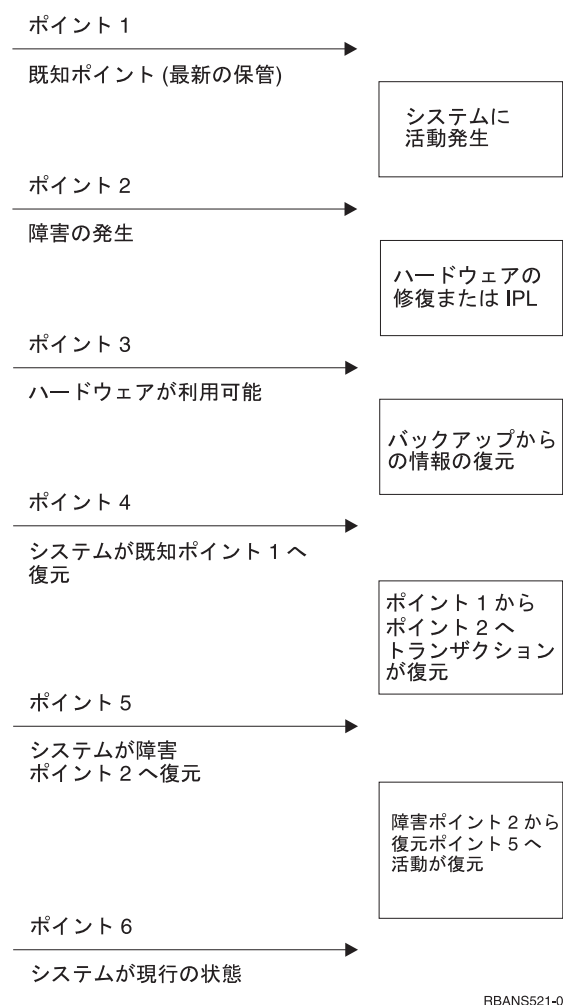 ポイント 1
既知ポイント (最新の保管)
システムに
活動発生
ポイント 2
障害の発生
ハードウェアの
修復または IPL
ポイント 3
ハードウェアが利用可能
バックアップから
の情報の復元
ポイント 4
システムが既知ポイント 1 へ
復元
ポイント 1 から
ポイント 2 へ
トランザクション
が復元
ポイント 5
システムが障害
ポイント 2 へ復元
障害ポイント 2 から
復元ポイント 5 へ
活動が復元
ポイント 6
システムが現行の状態
RBANS521-0